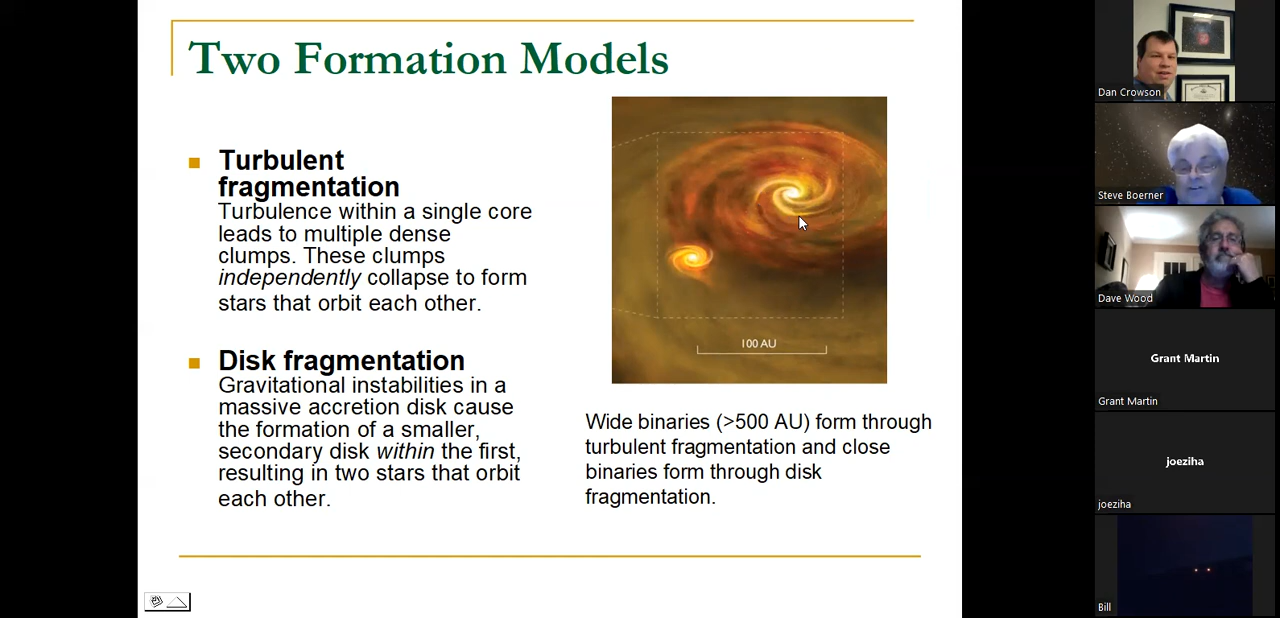 Two Formation Models
Turbulent
fragmentation
Turbulence within a single core
leads to multiple dense
clumps. These clumps
independently collapse to form
stars that orbit each other.
Disk fragmentation
Gravitational instabilities in a
massive accretion disk cause
the formation of a smaller,
secondary disk within the first,
resulting in two stars that orbit
each other.
100 AU
Wide binaries (>500 AU) form through
turbulent fragmentation and close
binaries form through disk
fragmentation.
Dan Crowson
Steve Boerner
Dave Wood
Grant Martin
Grant Martin
joeziha
joeziha
Bill